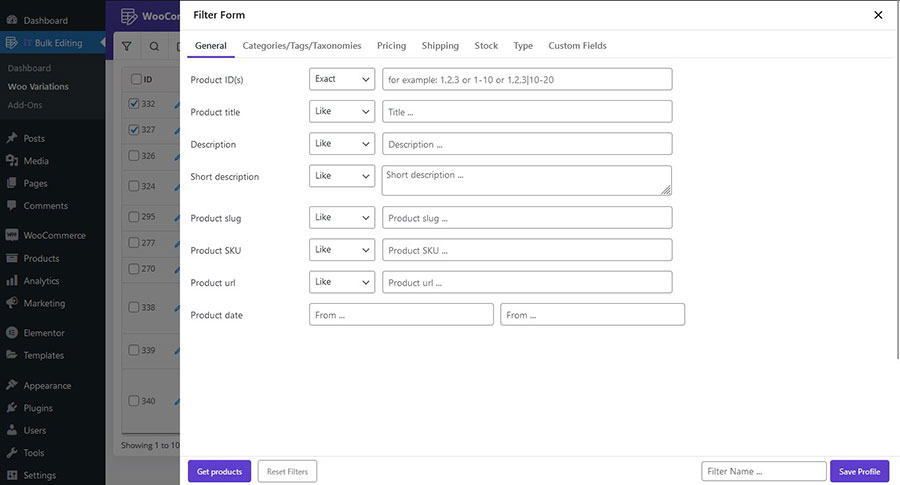 Dashboard
iT Bulk Editing
Dashboard
Woo Variations
Add-Ons
Posts
Media
Pages
Comments
WooCommerce
Products
Analytics
Marketing
Elementor
Templates
Appearance
Plugins
Users
Tools
Settings
WooCom
ID
332
327
326
324
295
277
270
338
339
340
Showing 1 to 10
Filter Form
General Categories/Tags/Taxonomies Pricing Shipping Stock Type Custom Fields
Product ID(s) Exact for example: 1,2,3 or 1-10 or 1,2,3|10-20
Product title Like Title ...
Description Like Description ...
Short description Like Short description ...
Product slug Like Product slug ...
Product SKU Like Product SKU ...
Product url Like Product url ...
Product date From ... From ...
Get products Reset Filters Filter Name ... Save Profile